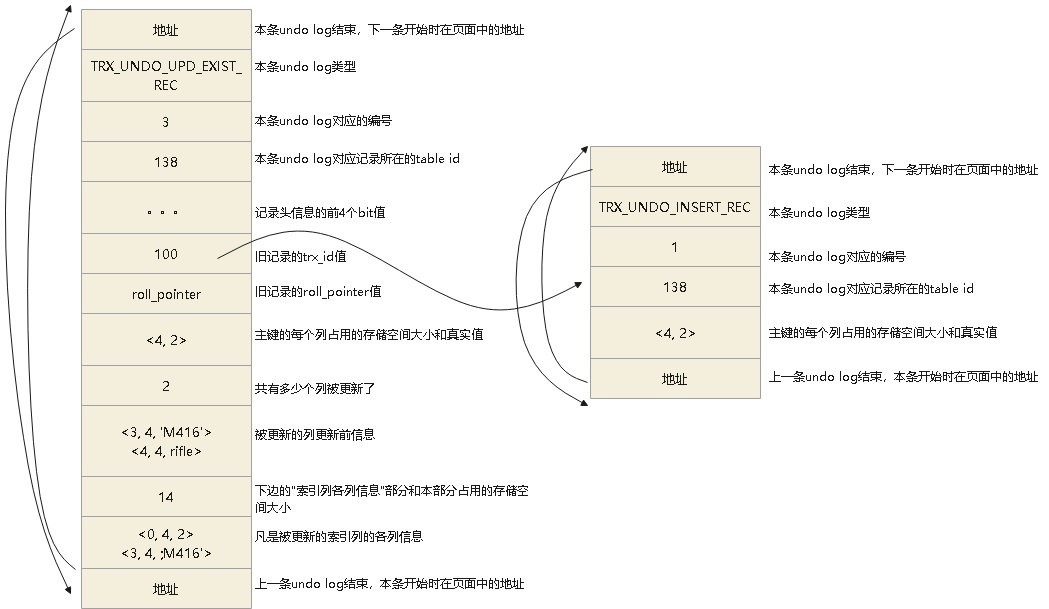 地址
本条undo log结束，下一条开始时在页面中的地址
TRX_UNDO_UPD_EXIST_
REC
本条undo log类型
3
本条undo log对应的编号
138
本条undo log对应记录所在的table id
。。。
记录头信息的前4个bit值
100
旧记录的trx_id值
roll_pointer
旧记录的roll_pointer值
<4, 2>
主键的每个列占用的存储空间大小和真实值
2
共有多少个列被更新了
<3, 4, 'M416'>
<4, 4, rifle>
被更新的列更新前信息
14
下边的"索引列各列信息"部分和本部分占用的存储空
间大小
<0, 4, 2>
<3, 4, ;M416'>
凡是被更新的索引列的各列信息
地址
上一条undo log结束，本条开始时在页面中的地址
地址
本条undo log结束，下一条开始时在页面中的地址
TRX_UNDO_INSERT_REC
本条undo log类型
1
本条undo log对应的编号
138
本条undo log对应记录所在的table id
<4, 2>
主键的每个列占用的存储空间大小和真实值
地址
上一条undo log结束，本条开始时在页面中的地址